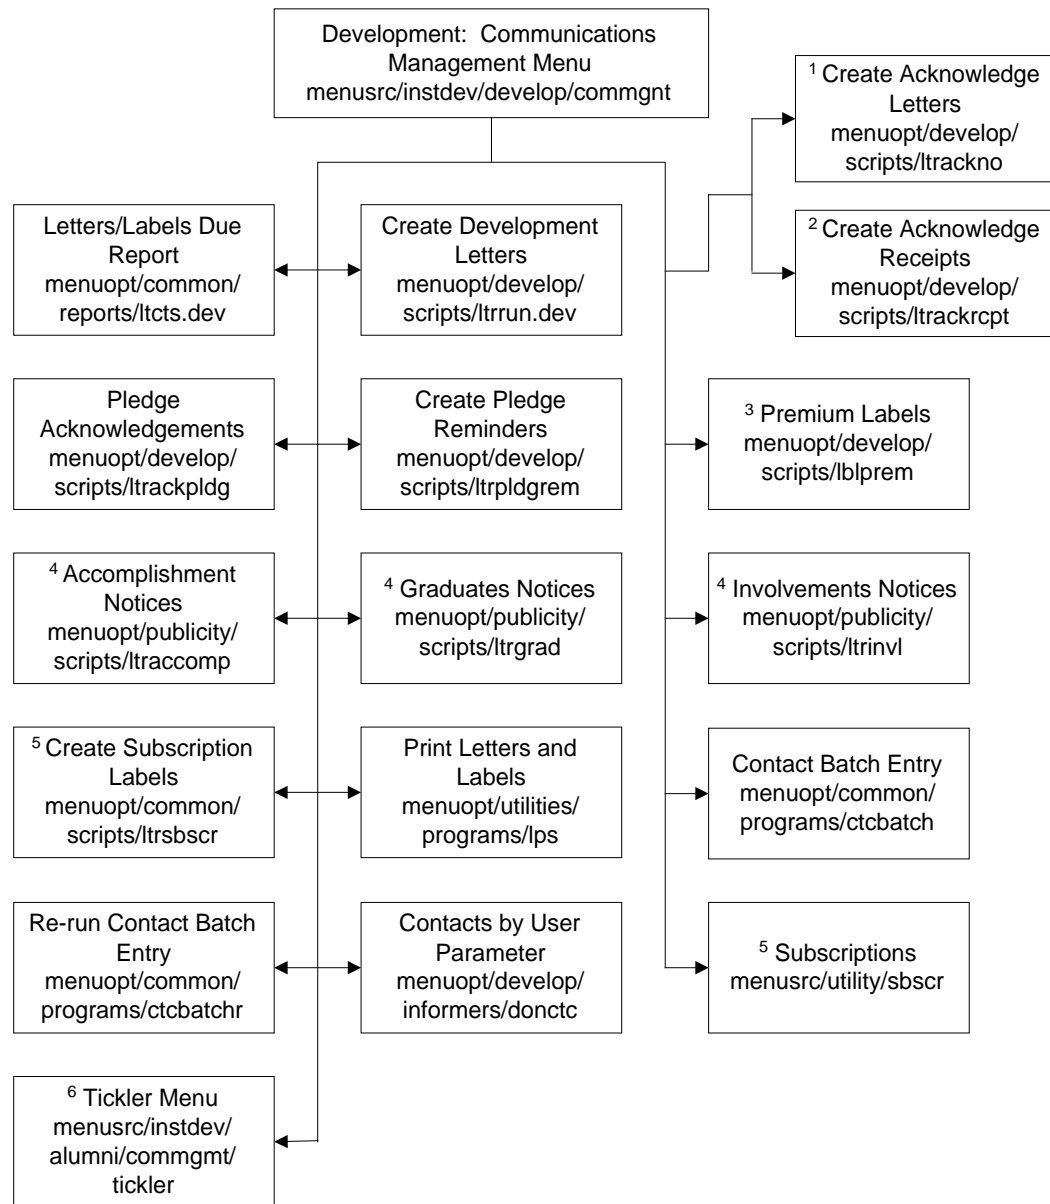 Development:  Communications
Management Menu
menusrc/instdev/develop/commgnt
1 Create Acknowledge
Letters
menuopt/develop/
scripts/ltrackno
Letters/Labels Due
Report
menuopt/common/
reports/ltcts.dev
Create Development
Letters
menuopt/develop/
scripts/ltrrun.dev
2 Create Acknowledge
Receipts
menuopt/develop/
scripts/ltrackrcpt
Pledge
Acknowledgements
menuopt/develop/
scripts/ltrackpldg
Create Pledge
Reminders
menuopt/develop/
scripts/ltrpldgrem
3 Premium Labels
menuopt/develop/
scripts/lblprem
4 Accomplishment
Notices
menuopt/publicity/
scripts/ltraccomp
4 Graduates Notices
menuopt/publicity/
scripts/ltrgrad
4 Involvements Notices
menuopt/publicity/
scripts/ltrinvl
5 Create Subscription
Labels
menuopt/common/
scripts/ltrsbscr
Print Letters and
Labels
menuopt/utilities/
programs/lps
Contact Batch Entry
menuopt/common/
programs/ctcbatch
Re-run Contact Batch
Entry
menuopt/common/
programs/ctcbatchr
Contacts by User
Parameter
menuopt/develop/
informers/donctc
5 Subscriptions
menusrc/utility/sbscr
6 Tickler Menu
menusrc/instdev/
alumni/commgmt/
tickler